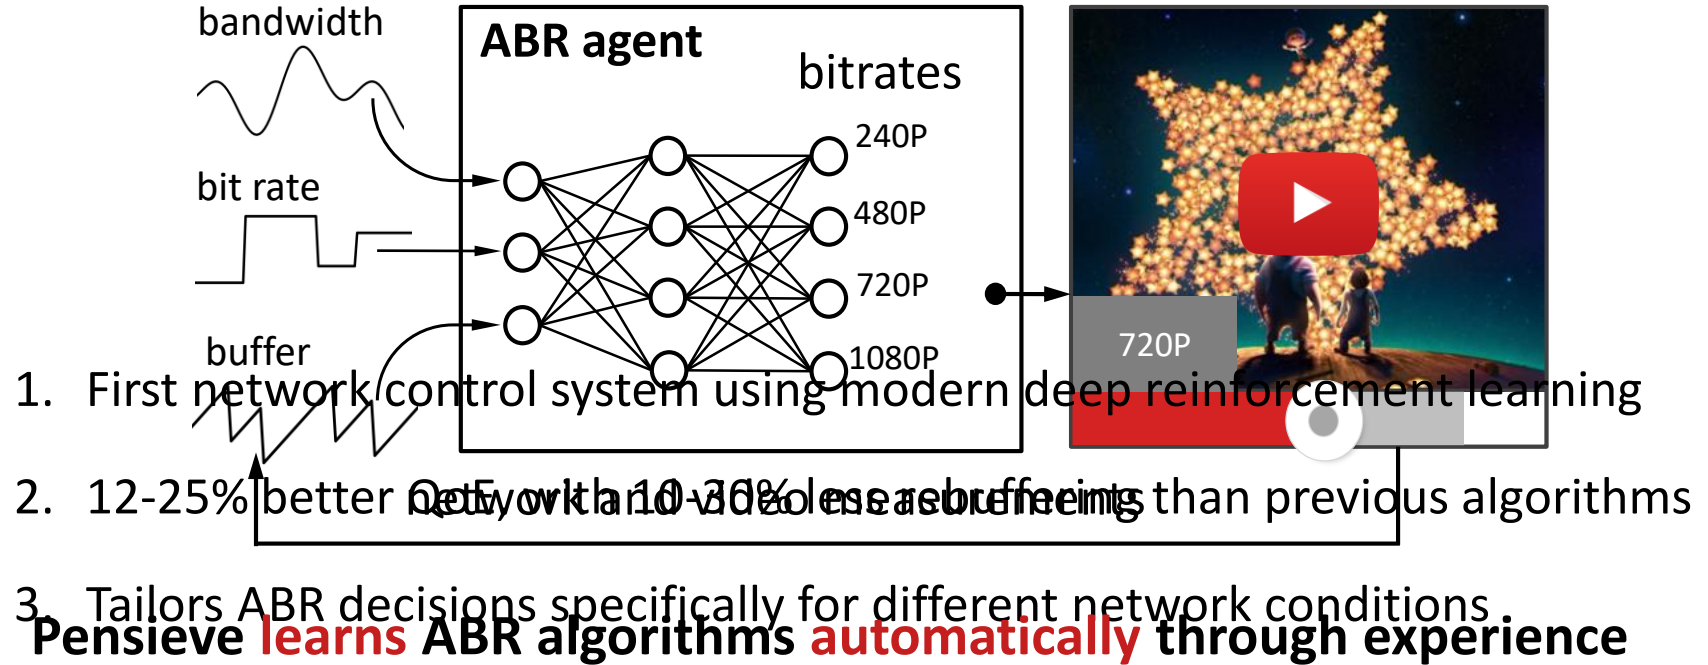 bandwidth
ABR agent
bitrates
240P
bit rate
480P
720P
720P
buffer
1080P
1. First network control system using modern deep reinforcement learning
2. 12-25% better QoE, with 10-30% less rebuffering than previous algorithms
network and video measurements
3. Tailors ABR decisions specifically for different network conditions
Pensieve learns ABR algorithms automatically through experience